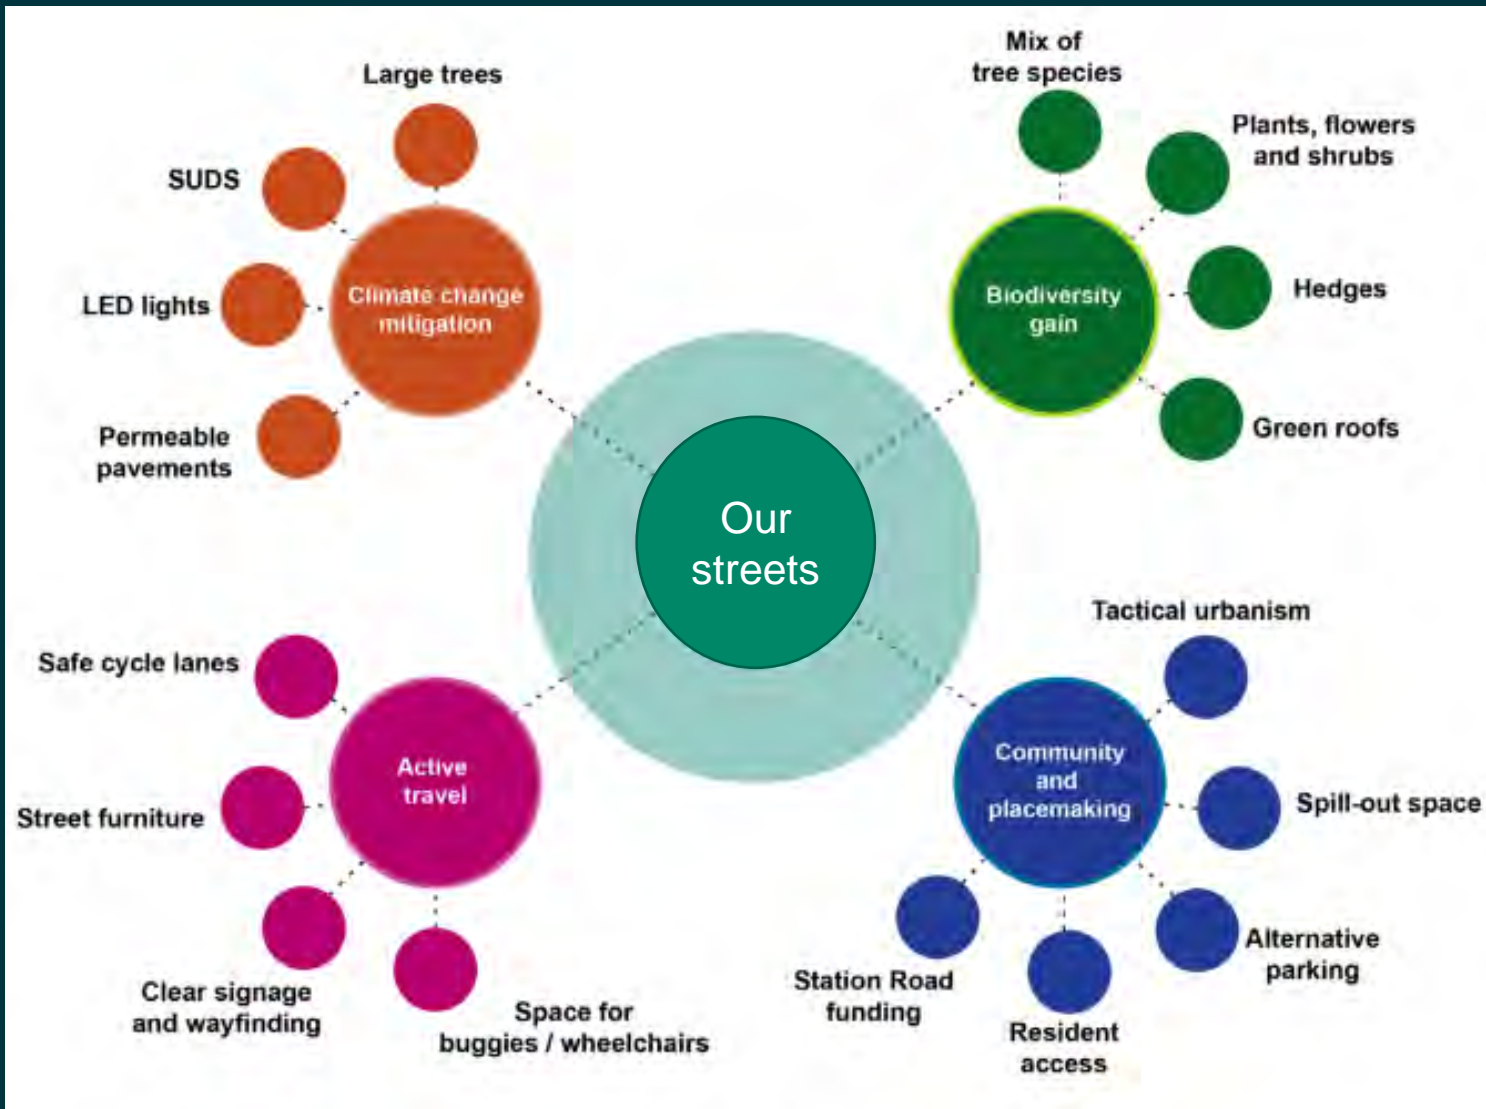 Large trees
SUDS
LED lights
Permeable
pavements
Climate change
mitigation
Mix of
tree species
Plants, flowers
and shrubs
Hedges
Green roofs
Biodiversity
gain
Our
streets
Safe cycle lanes
Street furniture
Clear signage
and wayfinding
Space for
buggies / wheelchairs
Active
travel
Tactical urbanism
Spill-out space
Alternative
parking
Resident
access
Station Road
funding
Community
and
placemaking